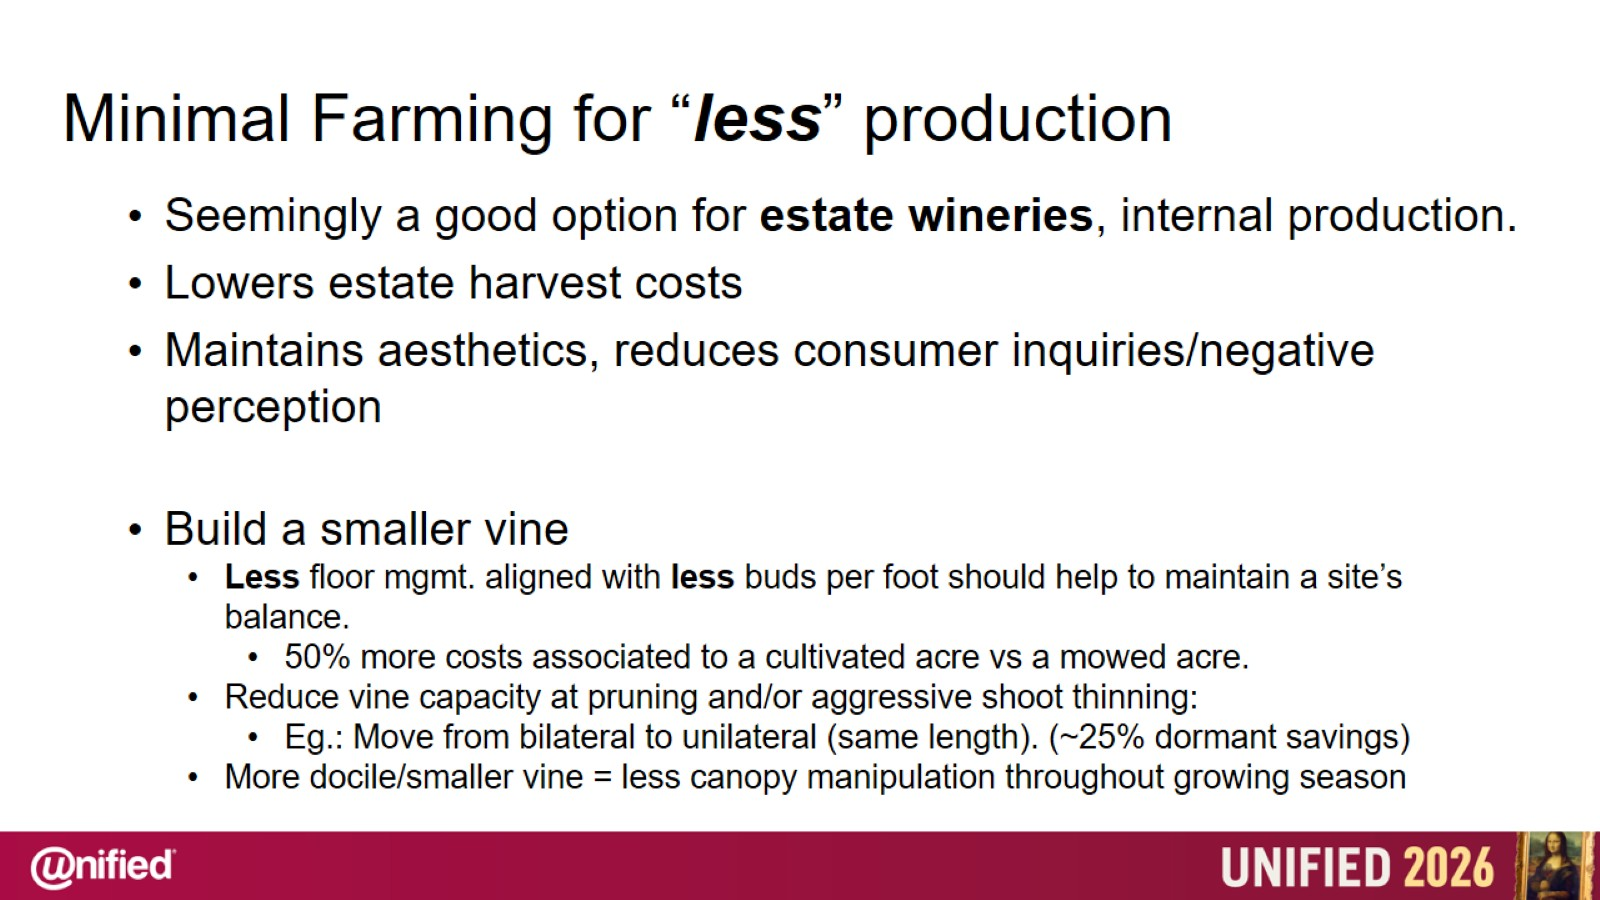 Minimal Farming for “less” production
• Seemingly a good option for estate wineries, internal production.
• Lowers estate harvest costs
• Maintains aesthetics, reduces consumer inquiries/negative
perception
• Build a smaller vine
• Less floor mgmt. aligned with less buds per foot should help to maintain a site’s
balance.
• 50% more costs associated to a cultivated acre vs a mowed acre.
• Reduce vine capacity at pruning and/or aggressive shoot thinning:
• Eg.: Move from bilateral to unilateral (same length). (~25% dormant savings)
• More docile/smaller vine = less canopy manipulation throughout growing season
unified
UNIFIED 2026